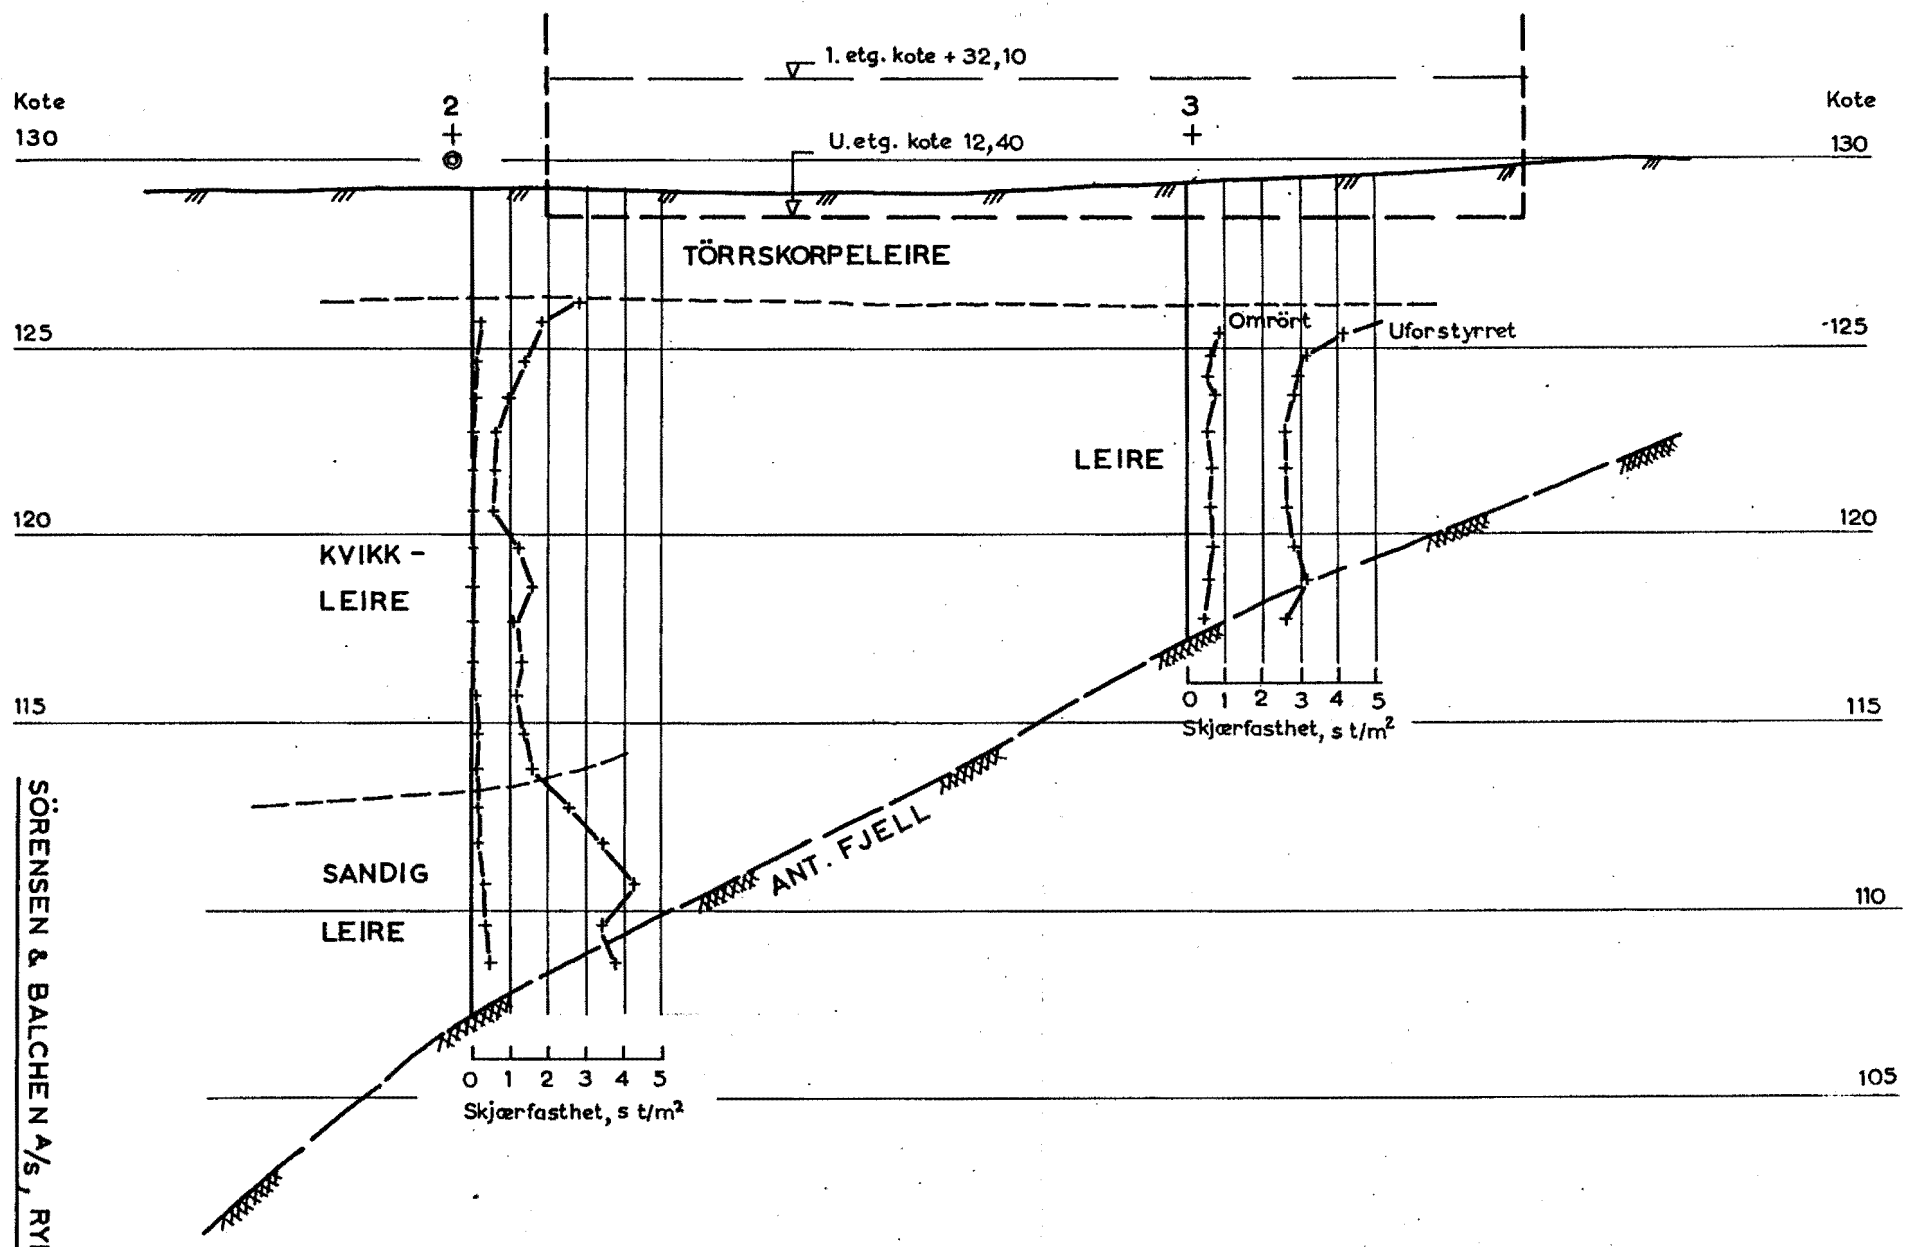 1. etg. kote + 32,10
Kote
2
3
Kote
130
U.etg. kote 12,40
130
TÖRRSKORPELEIRE
125
Omrört
Uforstyrret
125
LEIRE
120
120
KVIKK –
LEIRE
0 1 2 3 4 5
115
Skjærfasthet, s t/m²
115
ANT. FJELL
SANDIG
110
LEIRE
0 1 2 3 4 5
105
Skjærfasthet, s t/m²
SÖRENSEN & BALCHEN A/s,